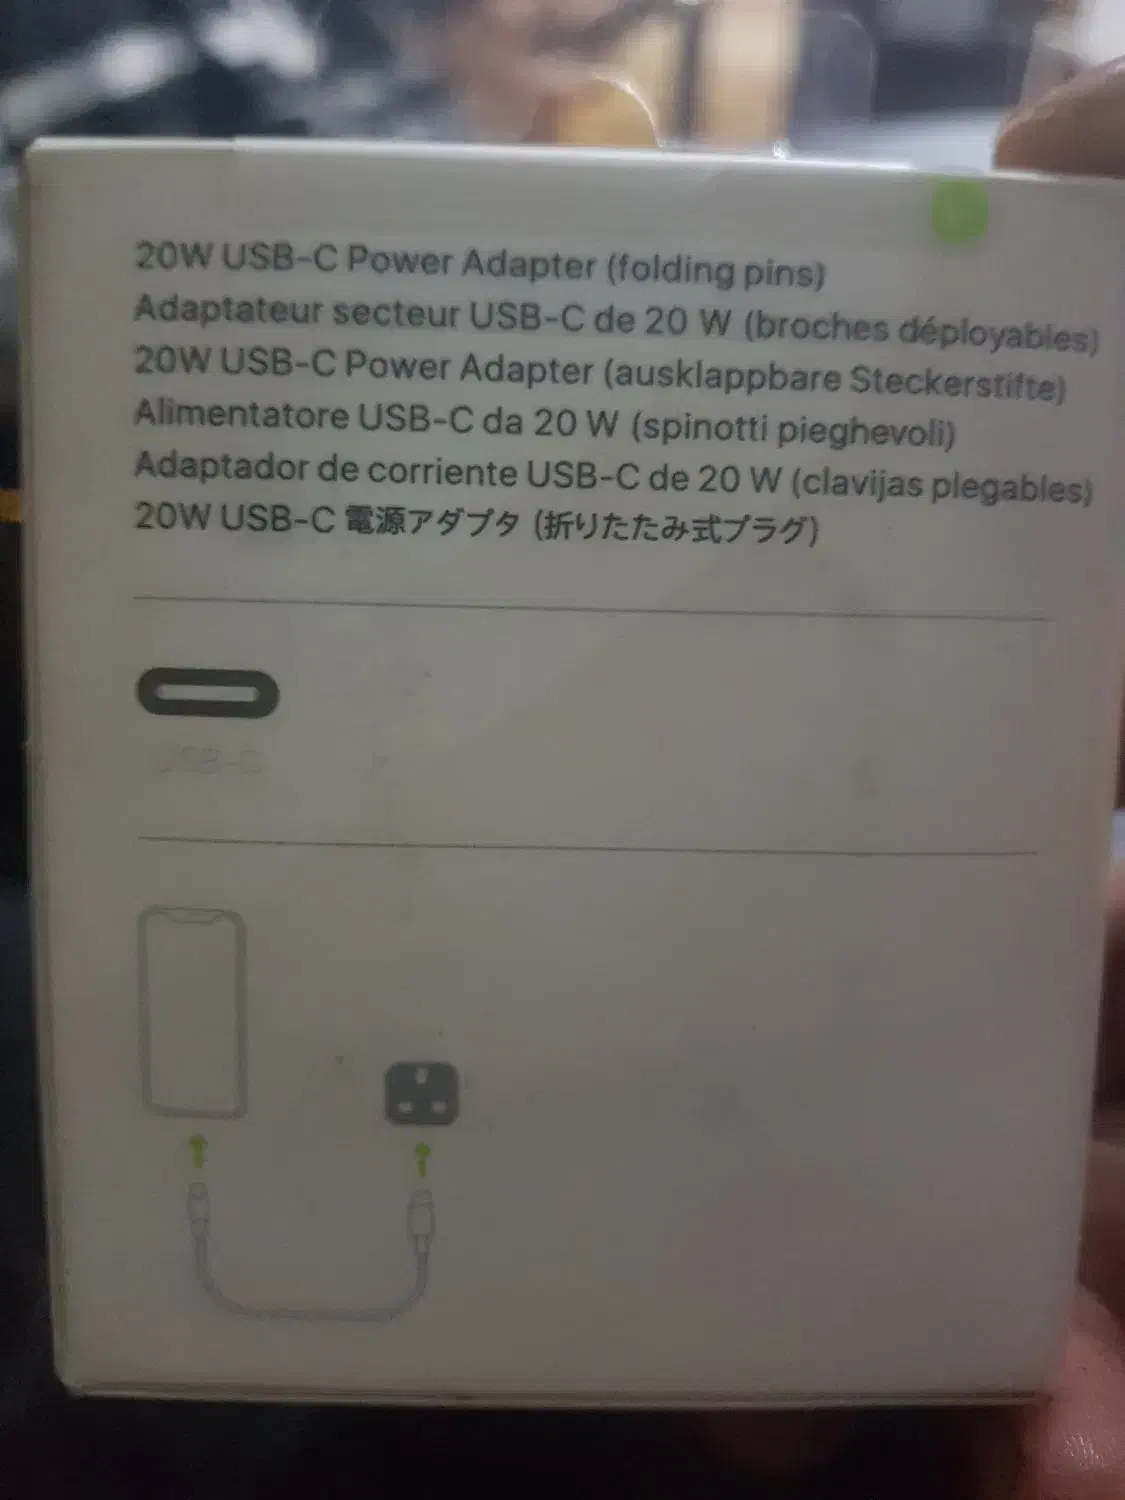 20W USB-C Power Adapter (folding pins)
Adaptateur secteur USB-C de 20 W (broches déployables)
20W USB-C Power Adapter (ausklappbare Steckerstifte)
Alimentatore USB-C da 20 W (spinotti pieghevoli)
Adaptador de corriente USB-C de 20 W (clavijas plegables)
20W USB-C 電源アダプタ (折りたたみ式プラグ)
USB-C